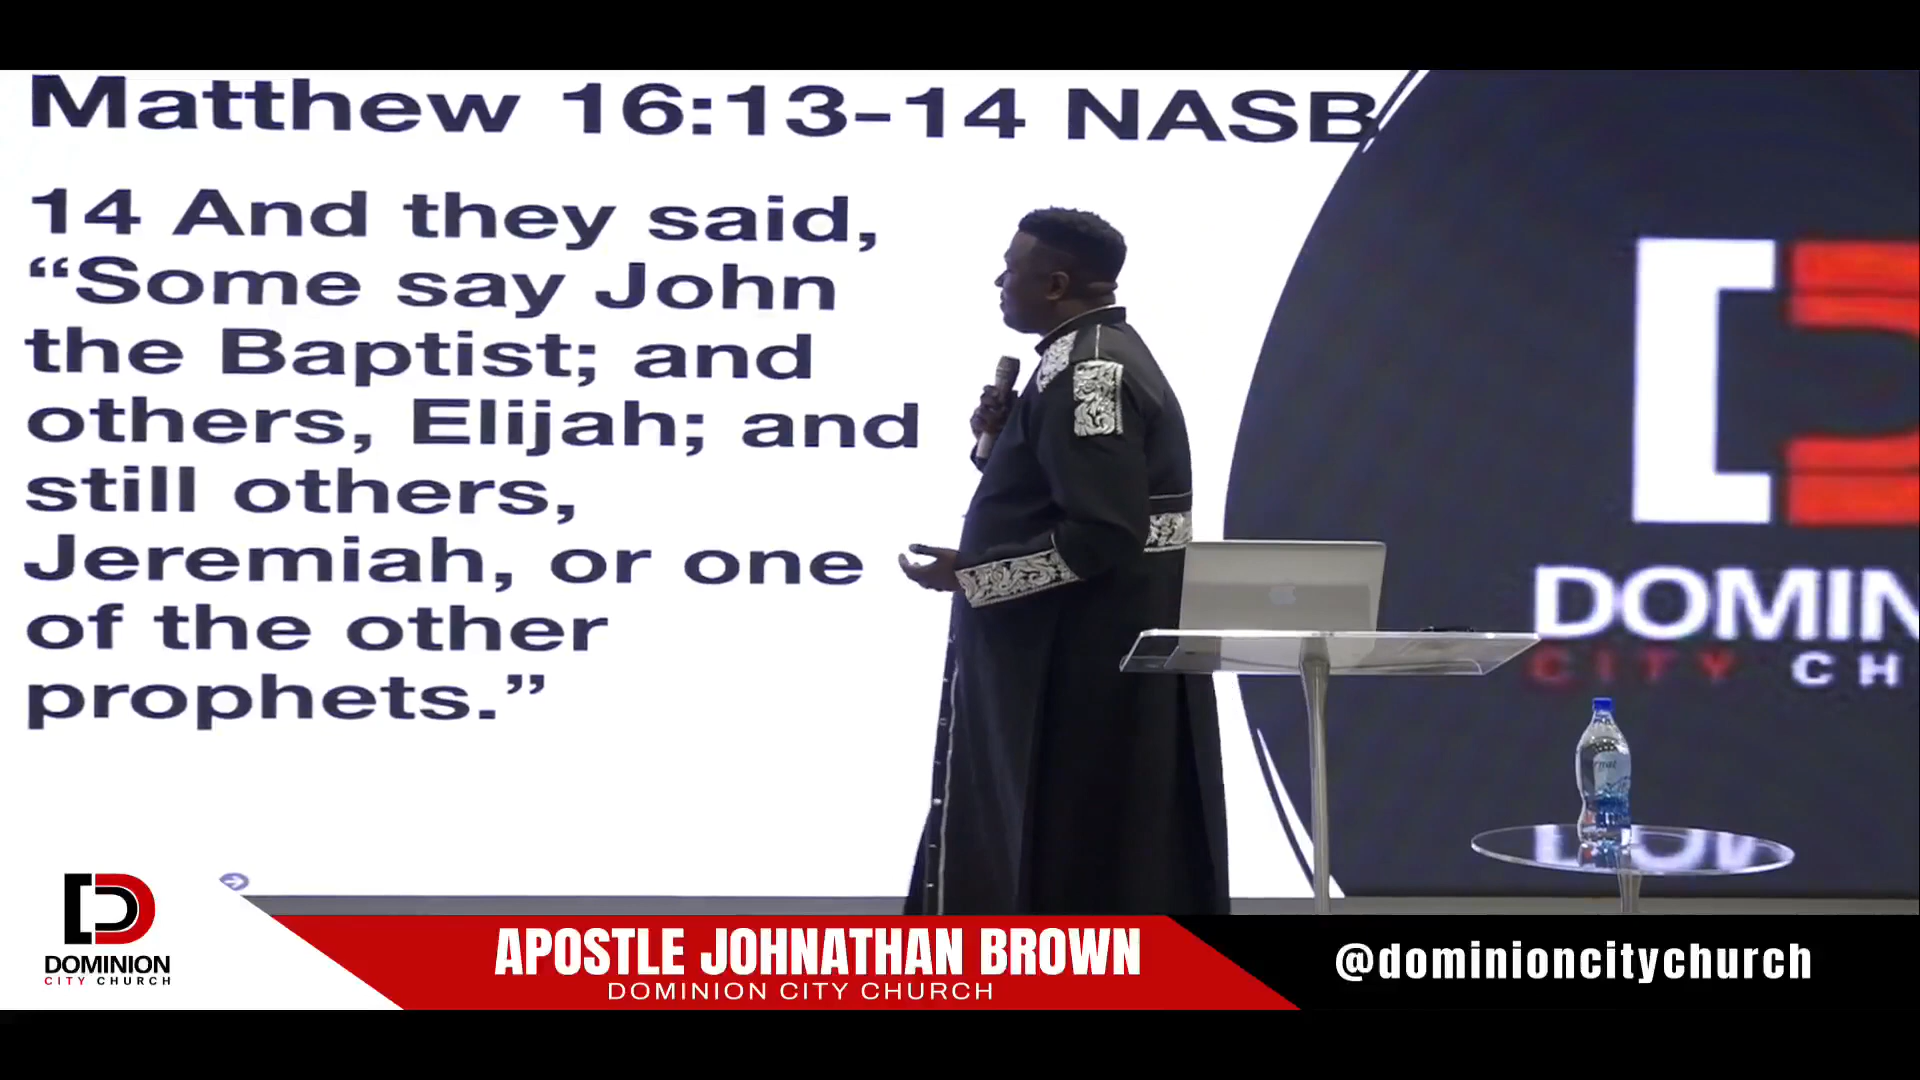 Matthew 16:13-14 NASB
14 And they said,
“Some say John
the Baptist; and
others, Elijah; and
still others,
Jeremiah, or one
of the other
prophets.”
DOMIN
CITY CH
DOMINION
CITY CHURCH
APOSTLE JOHNATHAN BROWN
DOMINION CITY CHURCH
@dominioncitychurch